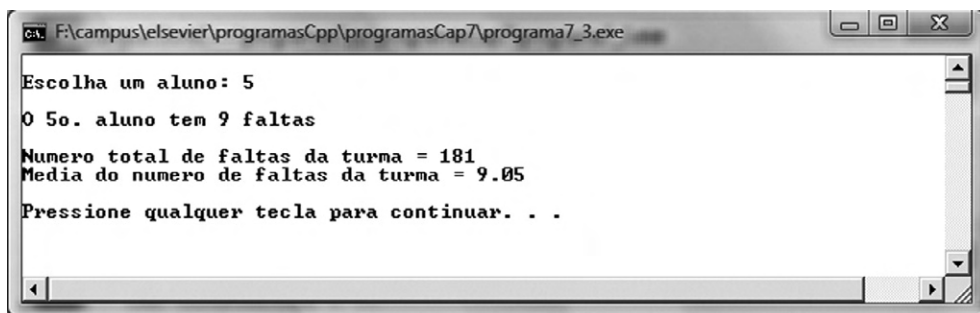 F:\campus\elsevier\programasCpp\programasCap7\programa7_3.exe
Escolha um aluno: 5
O 5o. aluno tem 9 faltas
Numero total de faltas da turma = 181
Media do numero de faltas da turma = 9.05
Pressione qualquer tecla para continuar. . .